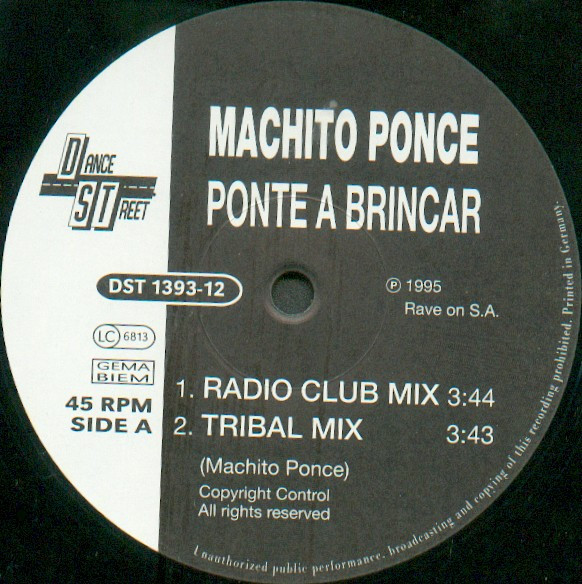 MACHITO PONCE
PONTE A BRINCAR
DANCE
STREET
DST 1393-12
℗ 1995
Rave on S.A.
LC 6813
GEMA
BIEM
45 RPM
SIDE A
1. RADIO CLUB MIX 3:44
2. TRIBAL MIX 3:43
(Machito Ponce)
Copyright Control
All rights reserved
Unauthorized public performance, broadcasting and copying of this recording prohibited. Printed in Germany.